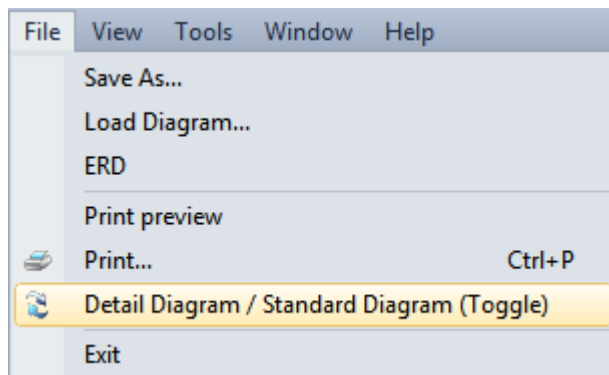 File View Tools Window Help
Save As...
Load Diagram...
ERD
Print preview
Print... Ctrl+P
Detail Diagram / Standard Diagram (Toggle)
Exit